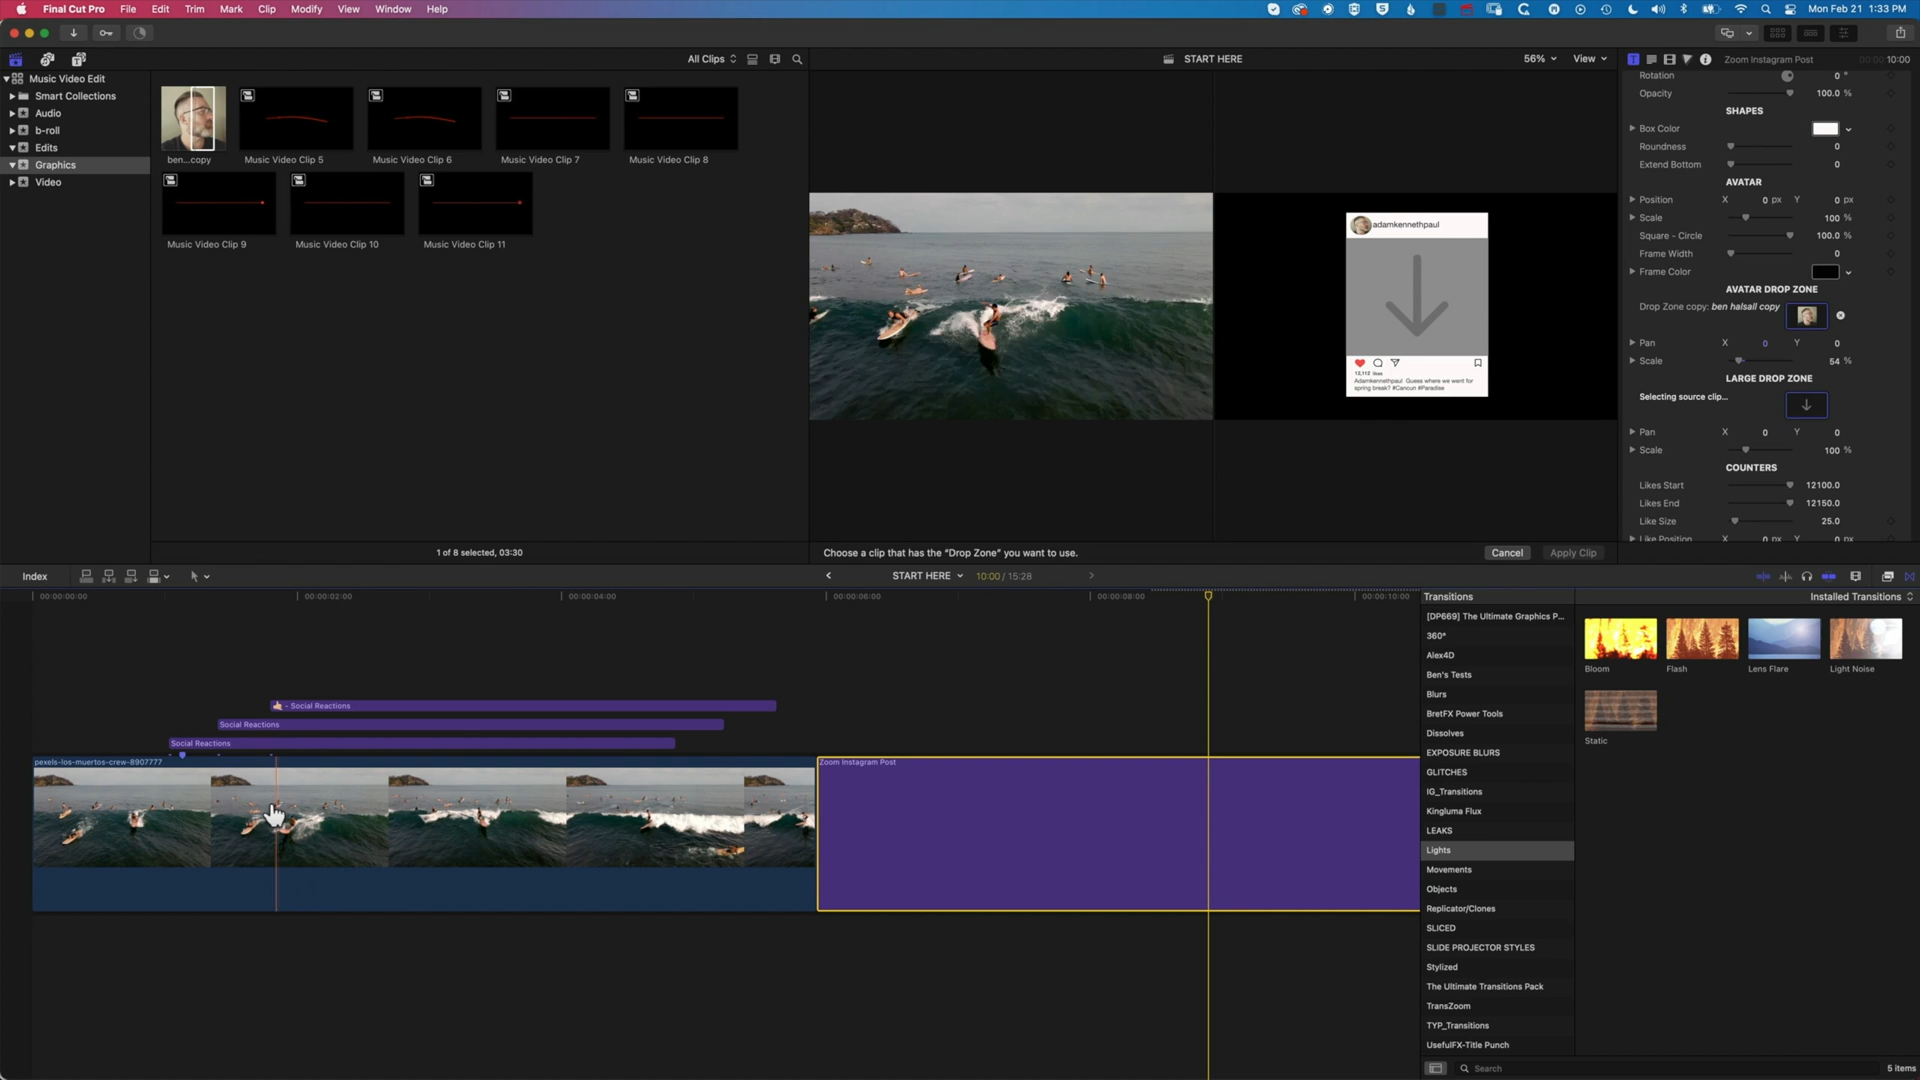 Final Cut Pro File Edit Trim Mark Clip Modify View Window Help
Mon Feb 21 1:33 PM
All Clips
START HERE
56%
View
Zoom Instagram Post
10:00
Music Video Edit
Smart Collections
Audio
b-roll
Edits
Graphics
Video
ben...copy
Music Video Clip 5
Music Video Clip 6
Music Video Clip 7
Music Video Clip 8
Music Video Clip 9
Music Video Clip 10
Music Video Clip 11
1 of 8 selected, 03:30
adamkennethpaul
12,112 likes
Adamkennethpaul Guess where we went for
spring break? #Cancun #Paradise
Choose a clip that has the “Drop Zone” you want to use.
Cancel
Apply Clip
Rotation 0 °
Opacity 100.0 %
SHAPES
Box Color
Roundness 0
Extend Bottom 0
AVATAR
Position X 0 px Y 0 px
Scale 100 %
Square - Circle 100.0 %
Frame Width 0
Frame Color
AVATAR DROP ZONE
Drop Zone copy: ben halsall copy
Pan X 0 Y 0
Scale 54 %
LARGE DROP ZONE
Selecting source clip...
Pan X 0 Y 0
Scale 100 %
COUNTERS
Likes Start 12100.0
Likes End 12150.0
Like Size 25.0
Like Position X 0 px Y 0 px
Index
START HERE
10:00 / 15:28
00:00:00:00
00:00:02:00
00:00:04:00
00:00:06:00
00:00:08:00
00:00:10:00
- Social Reactions
Social Reactions
Social Reactions
pexels-los-muertos-crew-8907777
Zoom Instagram Post
Transitions
Installed Transitions
[DP669] The Ultimate Graphics P...
360°
Alex4D
Ben's Tests
Blurs
BretFX Power Tools
Dissolves
EXPOSURE BLURS
GLITCHES
IG_Transitions
Kingluma Flux
LEAKS
Lights
Movements
Objects
Replicator/Clones
SLICED
SLIDE PROJECTOR STYLES
Stylized
The Ultimate Transitions Pack
TransZoom
TYP_Transitions
UsefulFX-Title Punch
Bloom
Flash
Lens Flare
Light Noise
Static
Search
5 items